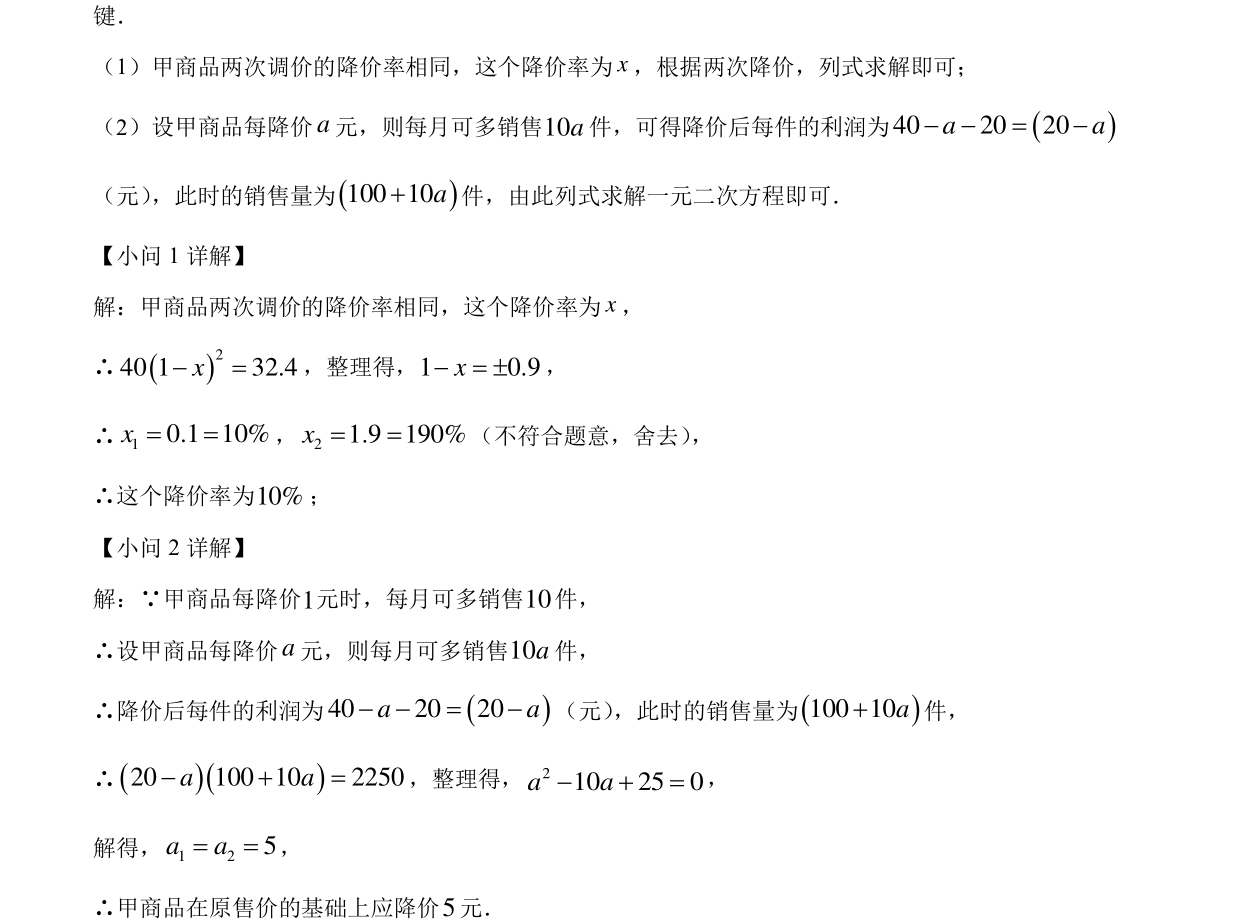 键．
（1）甲商品两次调价的降价率相同，这个降价率为 x ，根据两次降价，列式求解即可；
（2）设甲商品每降价 a 元，则每月可多销售10a 件，可得降价后每件的利润为 40−a−20=(20−a)
（元），此时的销售量为(100+10a)件，由此列式求解一元二次方程即可．
【小问 1 详解】
解：甲商品两次调价的降价率相同，这个降价率为 x ，
∴ 40(1−x)² =32.4 ，整理得，1−x=±0.9 ，
∴ x₁ =0.1=10% ， x₂ =1.9=190% （不符合题意，舍去），
∴这个降价率为10% ；
【小问 2 详解】
解：∵甲商品每降价1元时，每月可多销售10件，
∴设甲商品每降价 a 元，则每月可多销售10a 件，
∴降价后每件的利润为 40−a−20=(20−a)（元），此时的销售量为(100+10a)件，
∴(20−a)(100+10a)=2250 ，整理得， a² −10a+25=0 ，
解得， a₁ =a₂ =5 ，
∴甲商品在原售价的基础上应降价5 元．